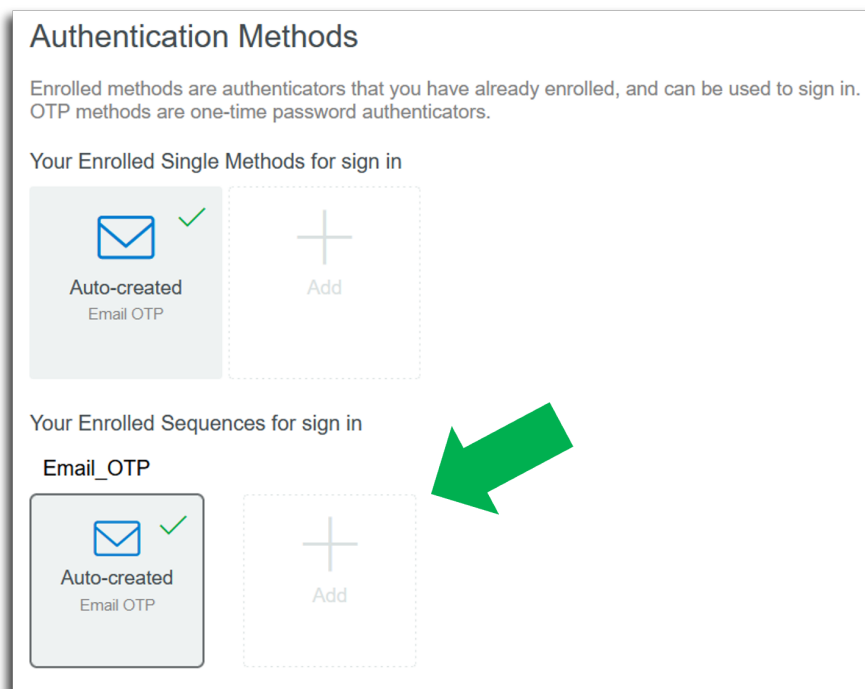 Authentication Methods
Enrolled methods are authenticators that you have already enrolled, and can be used to sign in.
OTP methods are one-time password authenticators.
Your Enrolled Single Methods for sign in
Auto-created
Email OTP
Add
Your Enrolled Sequences for sign in
Email_OTP
Auto-created
Email OTP
Add